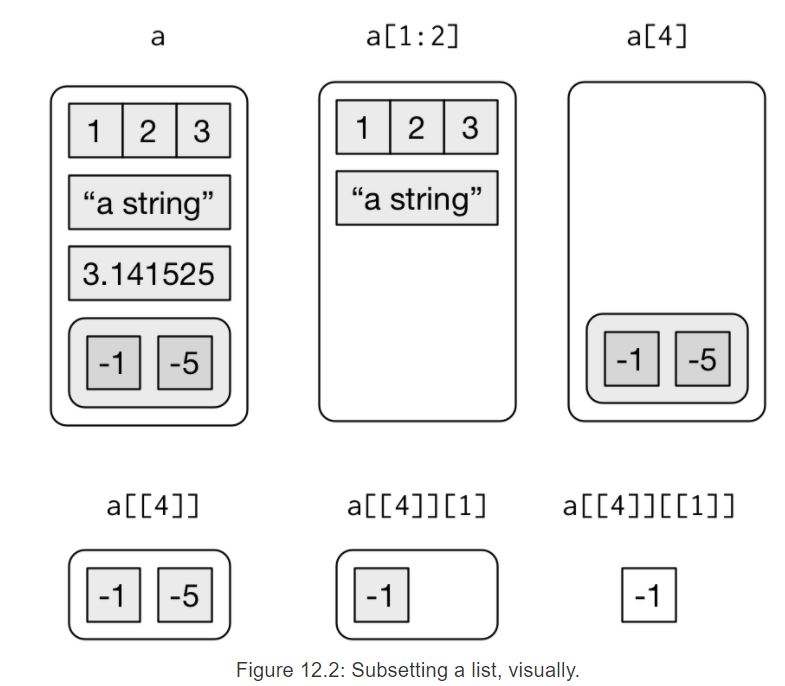 a a[1:2] a[4]
1 2 3 1 2 3
“a string” “a string”
3.141525
-1 -5 -1 -5
a[[4]] a[[4]][1] a[[4]][[1]]
-1 -5 -1 -1
Figure 12.2: Subsetting a list, visually.